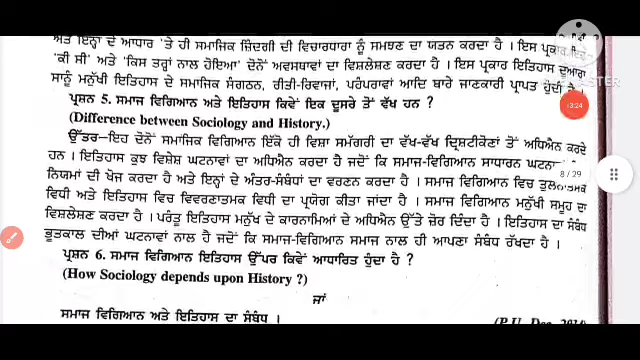 ਅਤੇ ਇਨ੍ਹਾਂ ਦੇ ਆਧਾਰ 'ਤੇ ਹੀ ਸਮਾਜਿਕ ਜ਼ਿੰਦਗੀ ਦੀ ਵਿਚਾਰਧਾਰਾ ਨੂੰ ਸਮਝਣ ਦਾ ਯਤਨ ਕਰਦਾ ਹੈ । ਇਸ ਪ੍ਰਕਾਰ
'ਕੀ ਸੀ' ਅਤੇ 'ਕਿਸ ਤਰ੍ਹਾਂ ਨਾਲ ਹੋਇਆ' ਦੋਨੋਂ ਅਵਸਥਾਵਾਂ ਦਾ ਵਿਸ਼ਲੇਸ਼ਣ ਕਰਦਾ ਹੈ । ਇਸ ਪ੍ਰਕਾਰ ਇਤਿਹਾਸ ਦੁਆਰਾ
ਸਾਨੂੰ ਮਨੁੱਖੀ ਇਤਿਹਾਸ ਦੇ ਸਮਾਜਿਕ ਸੰਗਠਨ, ਰੀਤੀ-ਰਿਵਾਜਾਂ, ਪਰੰਪਰਾਵਾਂ ਆਦਿ ਬਾਰੇ ਜਾਣਕਾਰੀ ਪ੍ਰਾਪਤ ਹੁੰਦੀ ਹੈ ।
13:24
ਪ੍ਰਸ਼ਨ 5. ਸਮਾਜ ਵਿਗਿਆਨ ਅਤੇ ਇਤਿਹਾਸ ਕਿਵੇਂ ਇਕ ਦੂਸਰੇ ਤੋਂ ਵੱਖ ਹਨ ?
(Difference between Sociology and History.)
ਉੱਤਰ-ਇਹ ਦੋਨੋਂ ਸਮਾਜਿਕ ਵਿਗਿਆਨ ਇੱਕੋ ਹੀ ਵਿਸ਼ਾ ਸਮੱਗਰੀ ਦਾ ਵੱਖ-ਵੱਖ ਦ੍ਰਿਸ਼ਟੀਕੋਣਾਂ ਤੋਂ ਅਧਿਐਨ ਕਰਦੇ
ਹਨ । ਇਤਿਹਾਸ ਕੁਝ ਵਿਸ਼ੇਸ਼ ਘਟਨਾਵਾਂ ਦਾ ਅਧਿਐਨ ਕਰਦਾ ਹੈ ਜਦੋਂ ਕਿ ਸਮਾਜ-ਵਿਗਿਆਨ ਸਾਧਾਰਨ
8 / 29
ਨਿਯਮਾਂ ਦੀ ਖੋਜ ਕਰਦਾ ਹੈ ਅਤੇ ਇਨ੍ਹਾਂ ਦੇ ਅੰਤਰ-ਸੰਬੰਧਾਂ ਦਾ ਵਰਣਨ ਕਰਦਾ ਹੈ । ਸਮਾਜ ਵਿਗਿਆਨ ਵਿਚ ਤੁਲਨਾਤਮਕ
ਵਿਧੀ ਅਤੇ ਇਤਿਹਾਸ ਵਿਚ ਵਿਵਰਣਾਤਮਕ ਵਿਧੀ ਦਾ ਪ੍ਰਯੋਗ ਕੀਤਾ ਜਾਂਦਾ ਹੈ । ਸਮਾਜ ਵਿਗਿਆਨ ਮਨੁੱਖੀ ਸਮੂਹ ਦਾ
ਵਿਸ਼ਲੇਸ਼ਣ ਕਰਦਾ ਹੈ । ਪਰੰਤੂ ਇਤਿਹਾਸ ਮਨੁੱਖ ਦੇ ਕਾਰਨਾਮਿਆਂ ਦੇ ਅਧਿਐਨ ਉੱਤੇ ਜ਼ੋਰ ਦਿੰਦਾ ਹੈ । ਇਤਿਹਾਸ ਦਾ ਸੰਬੰਧ
ਭੂਤਕਾਲ ਦੀਆਂ ਘਟਨਾਵਾਂ ਨਾਲ ਹੈ ਜਦੋਂ ਕਿ ਸਮਾਜ-ਵਿਗਿਆਨ ਸਮਾਜ ਨਾਲ ਹੀ ਆਪਣਾ ਸੰਬੰਧ ਰੱਖਦਾ ਹੈ ।
ਪ੍ਰਸ਼ਨ 6. ਸਮਾਜ ਵਿਗਿਆਨ ਇਤਿਹਾਸ ਉੱਪਰ ਕਿਵੇਂ ਆਧਾਰਿਤ ਹੁੰਦਾ ਹੈ ?
(How Sociology depends upon History ?)
ਜਾਂ
ਸਮਾਜ ਵਿਗਿਆਨ ਅਤੇ ਇਤਿਹਾਸ ਦਾ ਸੰਬੰਧ ।